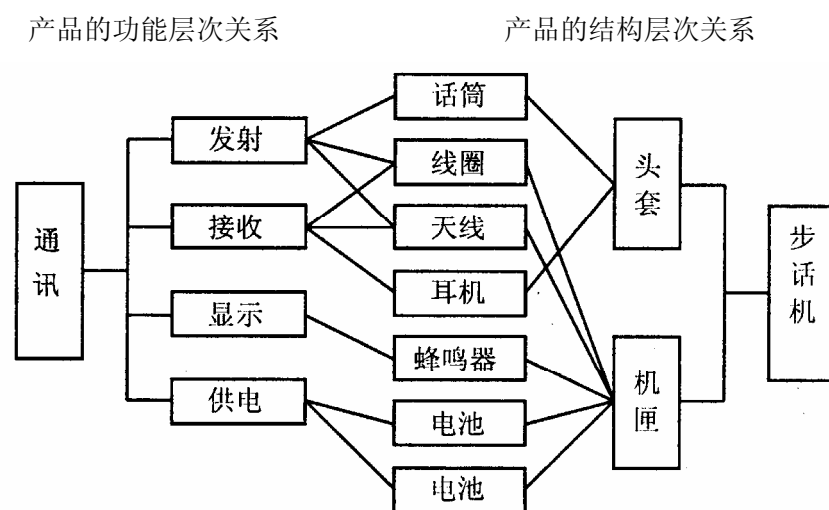 产品的功能层次关系
产品的结构层次关系
通讯
发射
接收
显示
供电
话筒
线圈
天线
耳机
蜂鸣器
电池
电池
头套
机匣
步话机